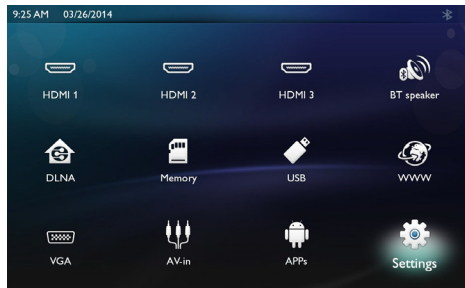 9:25 AM 03/26/2014
HDMI 1 HDMI 2 HDMI 3 BT speaker
DLNA Memory USB WWW
VGA AV-in APPs Settings